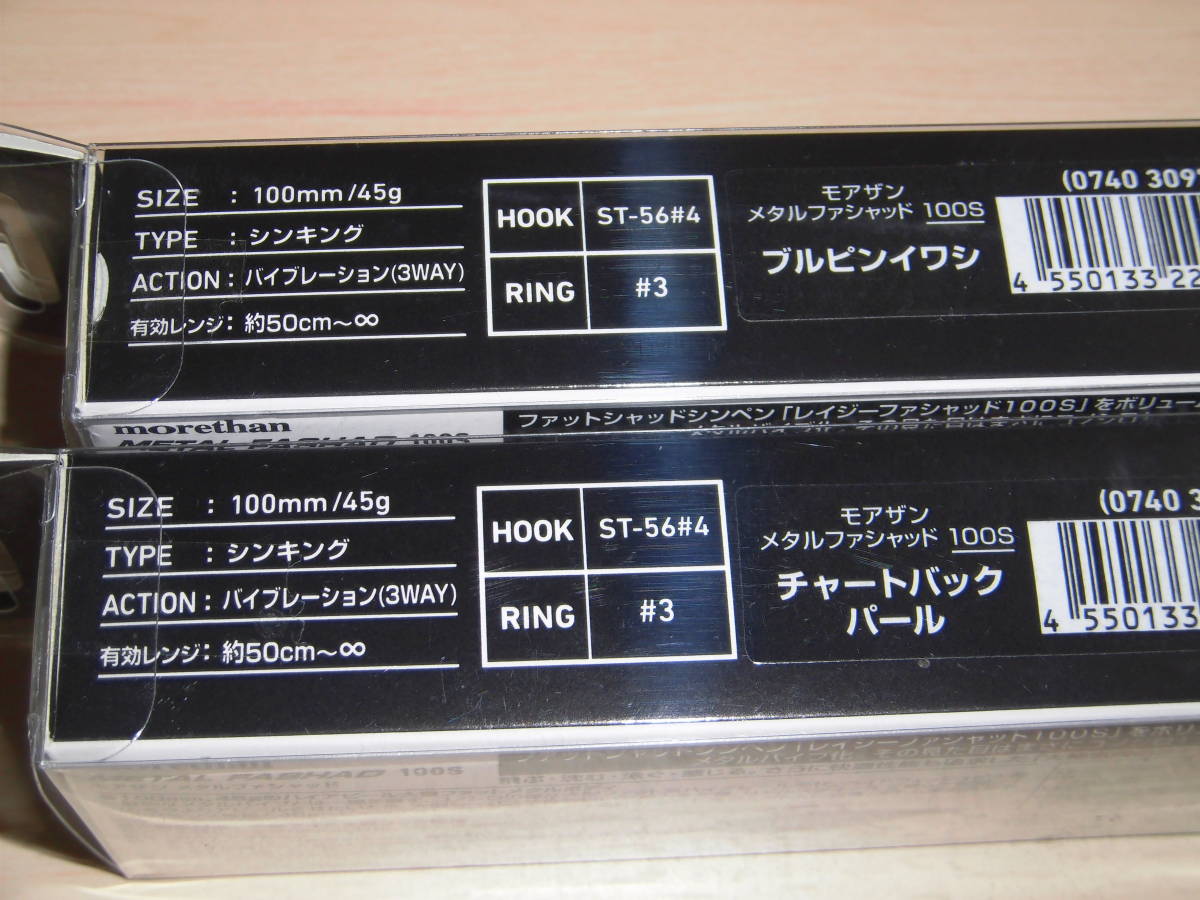 SIZE : 100mm/45g
TYPE : シンキング
ACTION : バイブレーション(3WAY)
有効レンジ : 約50cm～∞
HOOK ST-56#4
RING #3
モアザン
メタルファシャッド 100S
ブルピンイワシ
(0740 309
4 550133 22
morethan
METAL FASHAD 100S
ファットシャッドシンペン「レイジーファシャッド100S」をボリュー
SIZE : 100mm/45g
TYPE : シンキング
ACTION : バイブレーション(3WAY)
有効レンジ : 約50cm～∞
HOOK ST-56#4
RING #3
モアザン
メタルファシャッド 100S
チャートバック
パール
(0740 3
4 550133
METAL FASHAD 100S